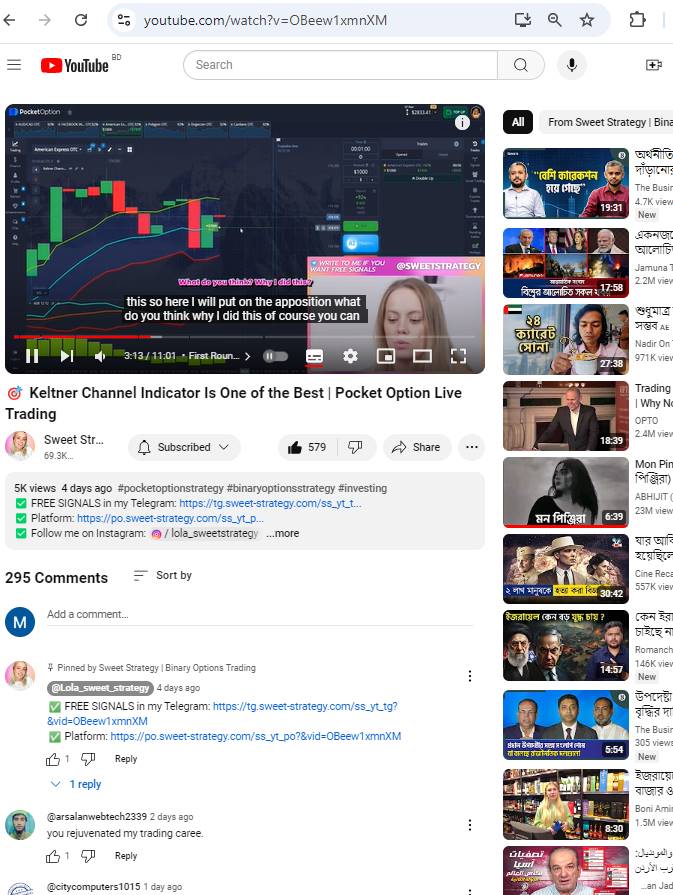 youtube.com/watch?v=OBeew1xmnXM
YouTube
BD
Search
PocketOption
American Express OTC
00:01:00
$1000
Trades
Double Up
What do you think? Why I did this?
this so here I will put on the apposition what
do you think why I did this of course you can
WRITE TO ME IF YOU
WANT FREE SIGNALS
@SWEETSTRATEGY
3:13 / 11:01 • First Roun... >
🎯 Keltner Channel Indicator Is One of the Best | Pocket Option Live
Trading
Sweet Str...
69.3K...
Subscribed
579
Share
5K views 4 days ago #pocketoptionstrategy #binaryoptionsstrategy #investing
✅ FREE SIGNALS in my Telegram: https://tg.sweet-strategy.com/ss_yt_t...
✅ Platform: https://po.sweet-strategy.com/ss_yt_p...
✅ Follow me on Instagram: / lola_sweetstrategy ...more
295 Comments
Sort by
M
Add a comment...
Pinned by Sweet Strategy | Binary Options Trading
@Lola_sweet_strategy 4 days ago
✅ FREE SIGNALS in my Telegram: https://tg.sweet-strategy.com/ss_yt_tg?
&vid=OBeew1xmnXM
✅ Platform: https://po.sweet-strategy.com/ss_yt_po?&vid=OBeew1xmnXM
1
Reply
1 reply
@arsalanwebtech2339 2 days ago
you rejuvenated my trading caree.
1
Reply
@citycomputers1015 1 day ago
All
From Sweet Strategy | Bina
"বেশি কারেকশন
হয়ে গেছে"
19:31
অর্থনীতি
দাঁড়ানোর
The Busin
4.7K view
New
17:58
একনজরে
আলোচিত
Jamuna T
2.2M view
২৪
ক্যারেট
সোনা
27:38
শুধুমাত্র
সম্ভব AE
Nadir On
971K view
18:39
Trading
| Why No
OPTO
2.4M view
মন পিঞ্জিরা
6:39
Mon Pin
পিঞ্জিরা)
ABHIJIT (
23M view
২ লাখ মানুষকে হত্যা করা
30:42
যার আবি
হয়েছিলে
Cine Reca
557K view
ইজরায়েল কেন বড় যুদ্ধ চায় ?
14:57
কেন ইরা
চাইছে না
Romanch
146K view
New
5:54
উপদেষ্টা
বৃদ্ধির দা
The Busin
305 views
New
8:30
ইজরায়ে
বাজার ও
Boni Amin
1.5M view
...an Jad